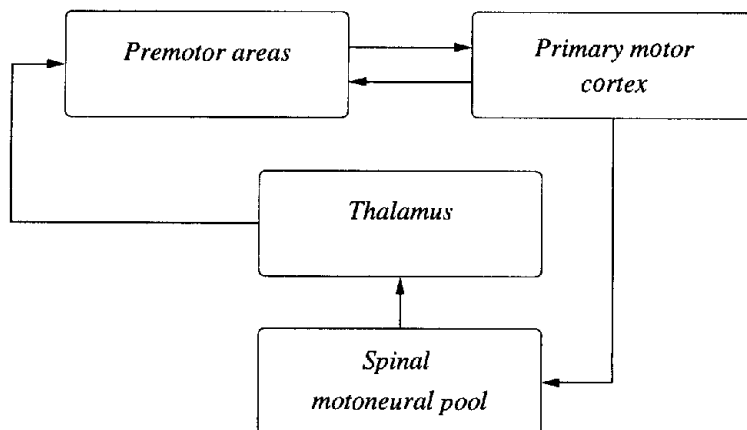 Premotor areas
Primary motor
cortex
Thalamus
Spinal
motoneural pool